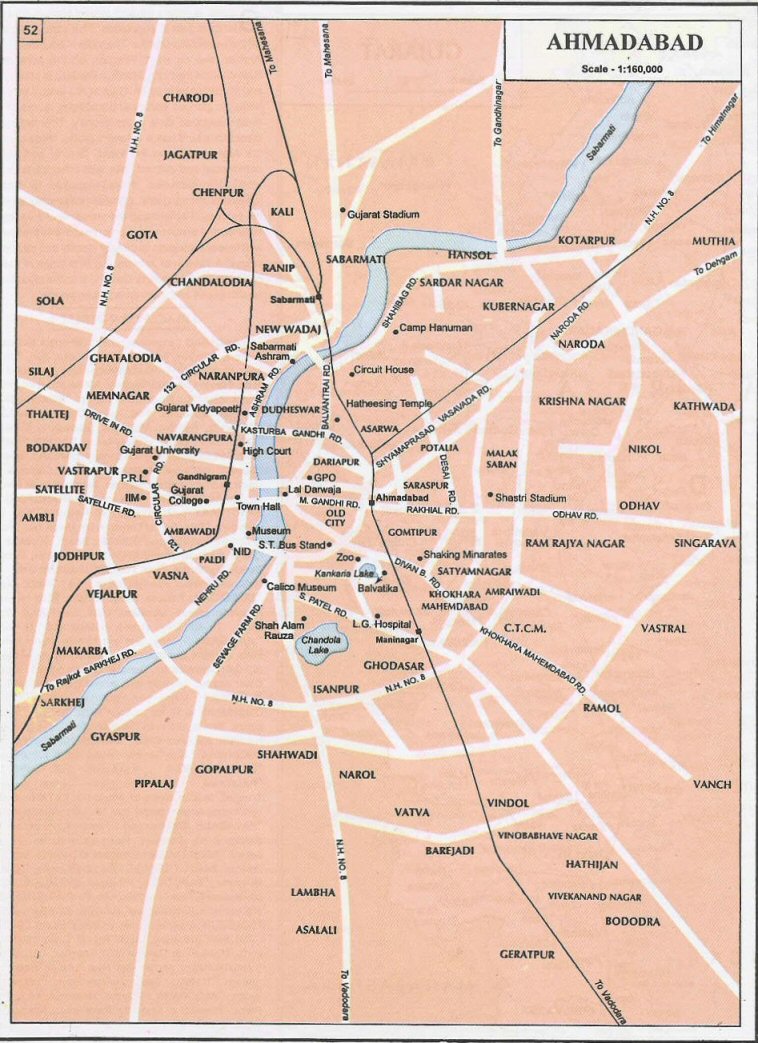 52
AHMADABAD
Scale - 1:160,000
To Mahesana
To Mahesana
To Gandhinagar
To Himatnagar
Sabarmati
CHARODI
N.H. NO. 8
JAGATPUR
CHENPUR
KALI
Gujarat Stadium
N.H. NO. 8
GOTA
KOTARPUR
MUTHIA
HANSOL
SABARMATI
To Dehgam
RANIP
CHANDALODIA
SARDAR NAGAR
N.H. NO. 8
SHAHIBAG RD.
SOLA
Sabarmati
KUBERNAGAR
NEW WADAJ
Camp Hanuman
NARODA RD.
NARODA
Sabarmati
Ashram
GHATALODIA
132 CIRCULAR RD.
SILAJ
NARANPURA
Circuit House
ASHRAM RD.
BALVANTRAI RD.
MEMNAGAR
Gujarat Vidyapeeth
DUDHESWAR
Hatheesing Temple
SHYAMAPRASAD VASAVADA RD.
KRISHNA NAGAR
KATHWADA
THALTEJ
DRIVE IN RD.
KASTURBA GANDHI RD.
ASARWA
NAVARANGPURA
BODAKDAV
Gujarat University
High Court
POTALIA
NIKOL
MALAK
SABAN
DARIAPUR
DESAI RD.
VASTRAPUR
P.R.L.
Gandhigram
GPO
SARASPUR
SATELLITE
IIM
Gujarat
College
Lal Darwaja
Ahmadabad
Shastri Stadium
SATELLITE RD.
CIRCULAR RD.
Town Hall
M. GANDHI RD.
RAKHIAL RD.
ODHAV
AMBLI
OLD
CITY
ODHAV RD.
AMBAWADI
Museum
GOMTIPUR
132
NID
S.T. Bus Stand
RAM RAJYA NAGAR
SINGARAVA
JODHPUR
PALDI
Zoo
Shaking Minarates
DIVAN B. RD.
VASNA
Kankaria Lake
SATYAMNAGAR
VEJALPUR
NEHRU RD.
Calico Museum
Balvatika
KHOKHARA
MAHEMDABAD
AMRAIWADI
S. PATEL RD.
SEWAGE FARM RD.
Shah Alam
Rauza
L.G. Hospital
C.T.C.M.
VASTRAL
Chandola
Lake
Maninagar
KHOKHARA MAHEMDABAD RD.
MAKARBA
To Rajkot SARKHEJ RD.
GHODASAR
ISANPUR
N.H. NO. 8
N.H. NO. 8
SARKHEJ
RAMOL
Sabarmati
GYASPUR
SHAHWADI
PIPALAJ
GOPALPUR
NAROL
VANCH
VATVA
VINDOL
VINOBABHAVE NAGAR
BAREJADI
N.H. NO. 8
HATHIJAN
LAMBHA
VIVEKANAND NAGAR
ASALALI
BODODRA
GERATPUR
To Vadodara
To Vadodara